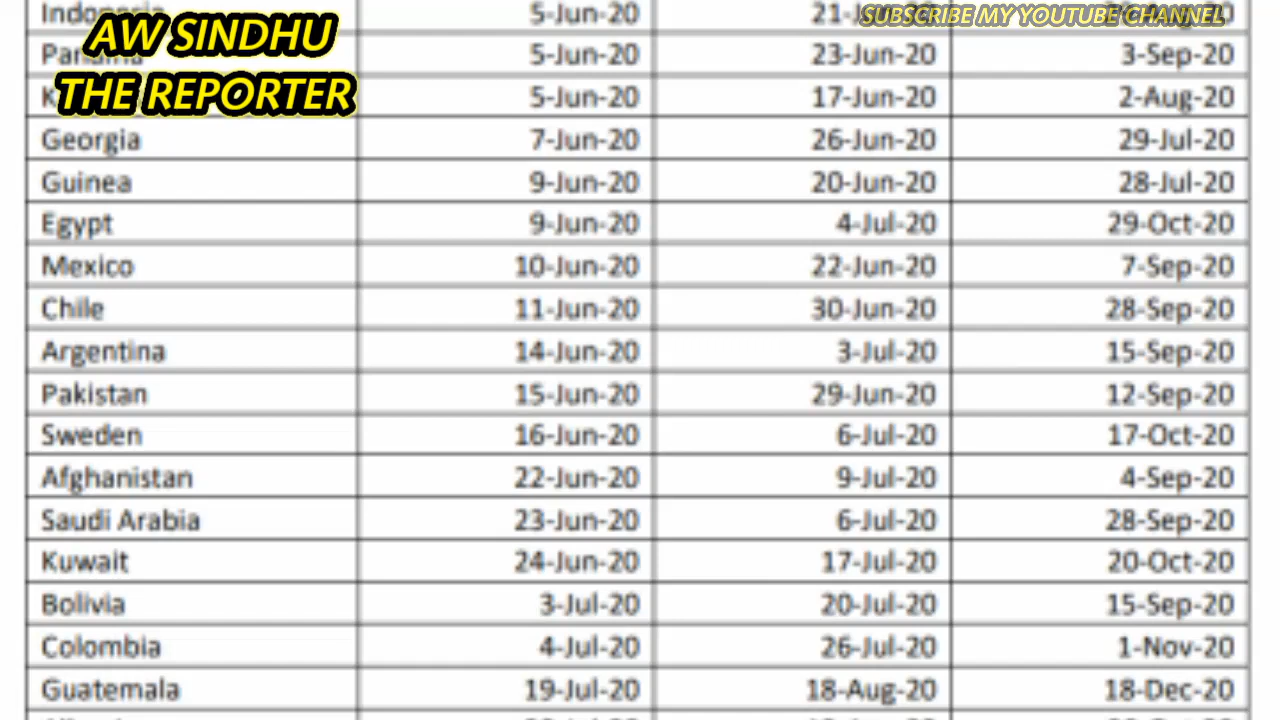 Indonesia 5-Jun-20
SUBSCRIBE MY YOUTUBE CHANNEL
AW SINDHU
THE REPORTER
Panama 5-Jun-20 23-Jun-20 3-Sep-20
5-Jun-20 17-Jun-20 2-Aug-20
Georgia 7-Jun-20 26-Jun-20 29-Jul-20
Guinea 9-Jun-20 20-Jun-20 28-Jul-20
Egypt 9-Jun-20 4-Jul-20 29-Oct-20
Mexico 10-Jun-20 22-Jun-20 7-Sep-20
Chile 11-Jun-20 30-Jun-20 28-Sep-20
Argentina 14-Jun-20 3-Jul-20 15-Sep-20
Pakistan 15-Jun-20 29-Jun-20 12-Sep-20
Sweden 16-Jun-20 6-Jul-20 17-Oct-20
Afghanistan 22-Jun-20 9-Jul-20 4-Sep-20
Saudi Arabia 23-Jun-20 6-Jul-20 28-Sep-20
Kuwait 24-Jun-20 17-Jul-20 20-Oct-20
Bolivia 3-Jul-20 20-Jul-20 15-Sep-20
Colombia 4-Jul-20 26-Jul-20 1-Nov-20
Guatemala 19-Jul-20 18-Aug-20 18-Dec-20